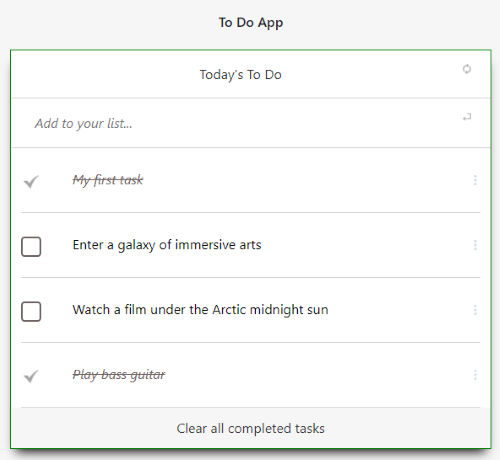 To Do App
Today's To Do
Add to your list...
My first task
Enter a galaxy of immersive arts
Watch a film under the Arctic midnight sun
Play bass guitar
Clear all completed tasks